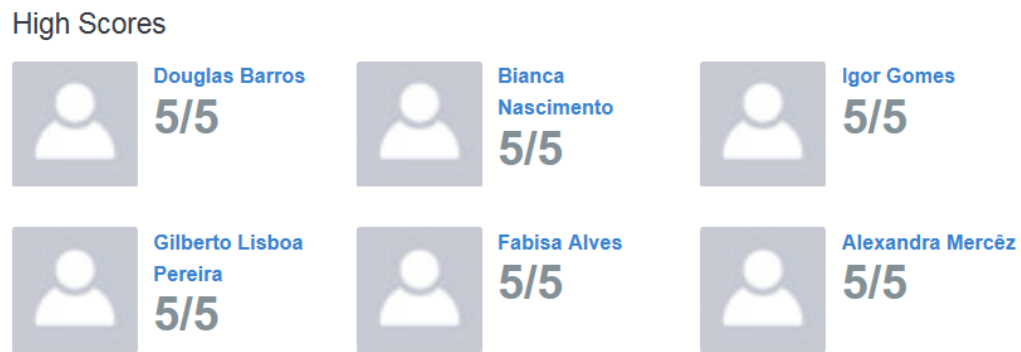 High Scores
Douglas Barros
5/5
Bianca
Nascimento
5/5
Igor Gomes
5/5
Gilberto Lisboa
Pereira
5/5
Fabisa Alves
5/5
Alexandra Mercêz
5/5